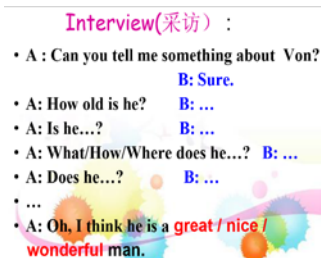 Interview(采访）:
• A : Can you tell me something about Von?
B: Sure.
• A: How old is he? B: …
• A: Is he…? B: …
• A: What/How/Where does he…? B: …
• A: Does he…? B: …
• …
• A: Oh, I think he is a great / nice /
wonderful man.